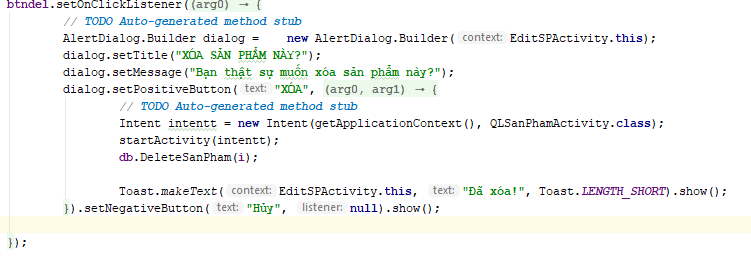 btndel.setOnClickListener((arg0) → {
// TODO Auto-generated method stub
AlertDialog.Builder dialog = new AlertDialog.Builder( context: EditSPActivity.this);
dialog.setTitle("XÓA SẢN PHẨM NÀY?");
dialog.setMessage("Bạn thật sự muốn xóa sản phẩm này?");
dialog.setPositiveButton( text: "XÓA", (arg0, arg1) → {
// TODO Auto-generated method stub
Intent intentt = new Intent(getApplicationContext(), QLSanPhamActivity.class);
startActivity(intentt);
db.DeleteSanPham(i);
Toast.makeText( context: EditSPActivity.this, text: "Đã xóa!", Toast.LENGTH_SHORT).show();
}).setNegativeButton( text: "Hủy", listener: null).show();
});